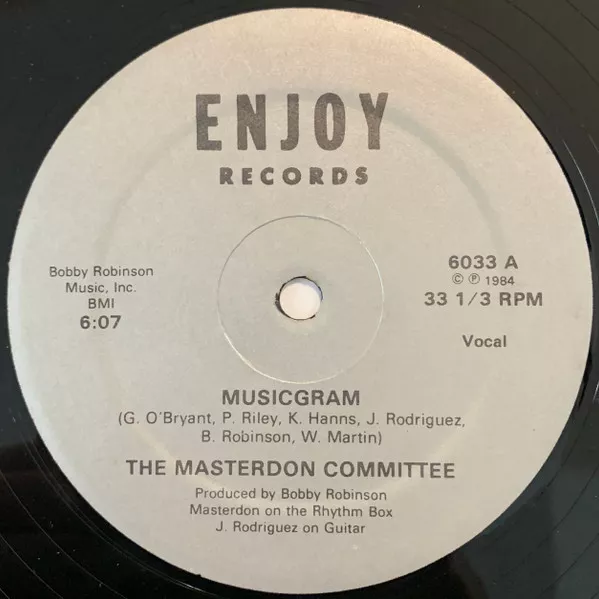 ENJOY
RECORDS
Bobby Robinson
Music, Inc.
BMI
6:07
6033 A
© ℗ 1984
33 1/3 RPM
Vocal
MUSICGRAM
(G. O'Bryant, P. Riley, K. Hanns, J. Rodriguez,
B. Robinson, W. Martin)
THE MASTERDON COMMITTEE
Produced by Bobby Robinson
Masterdon on the Rhythm Box
J. Rodriguez on Guitar